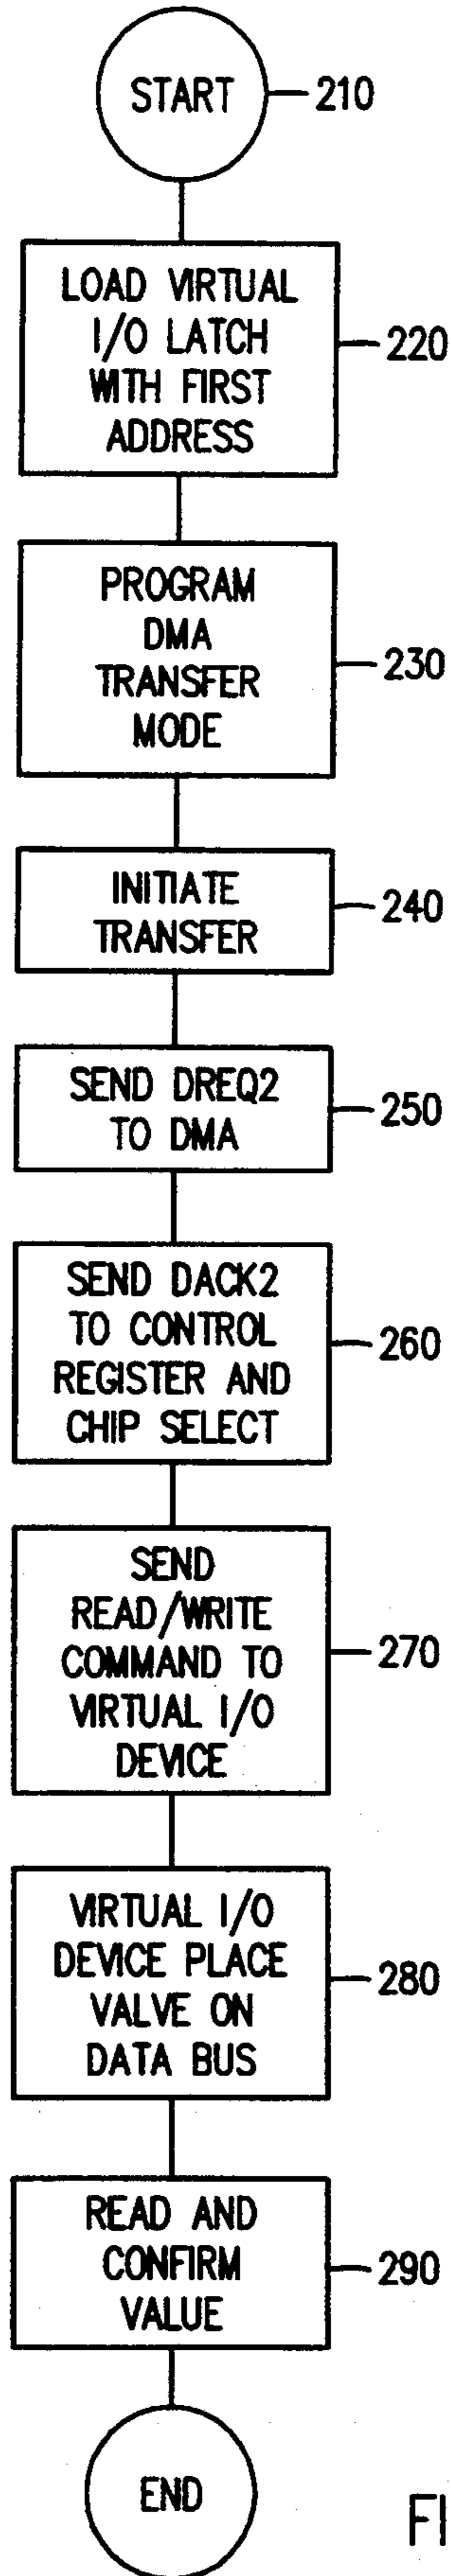 START
210
LOAD VIRTUAL
I/O LATCH
WITH FIRST
ADDRESS
220
PROGRAM
DMA
TRANSFER
MODE
230
INITIATE
TRANSFER
240
SEND DREQ2
TO DMA
250
SEND DACK2
TO CONTROL
REGISTER AND
CHIP SELECT
260
SEND
READ/WRITE
COMMAND TO
VIRTUAL I/O
DEVICE
270
VIRTUAL I/O
DEVICE PLACE
VALVE ON
DATA BUS
280
READ AND
CONFIRM
VALUE
290
END
FI